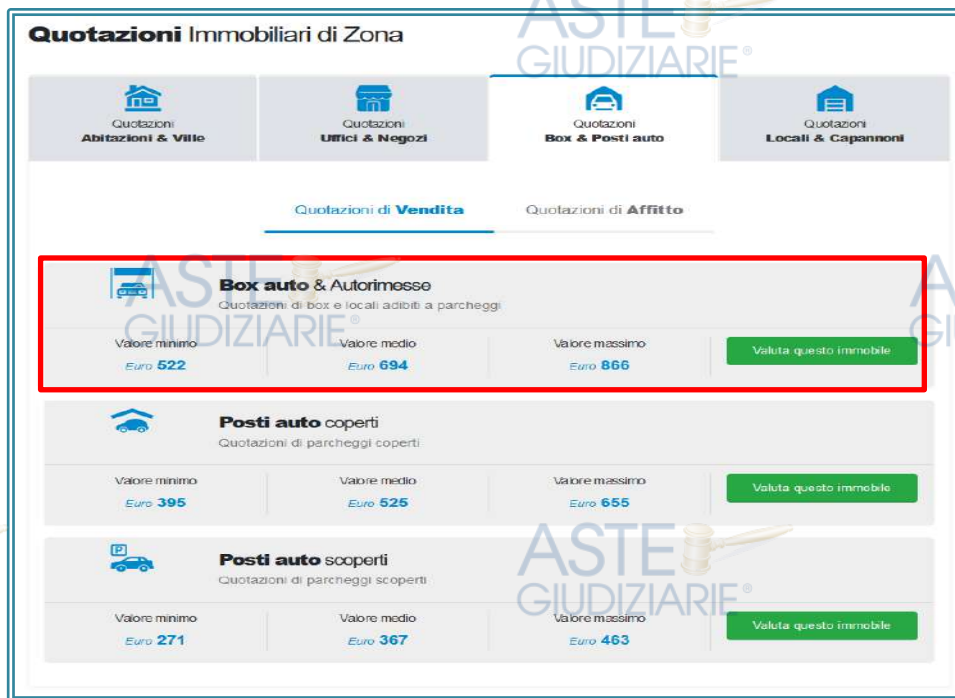 ASTE
GIUDIZIARIE®
Quotazioni Immobiliari di Zona
Quotazioni
Abitazioni & Ville
Quotazioni
Uffici & Negozi
Quotazioni
Box & Posti auto
Quotazioni
Locali & Capannoni
Quotazioni di Vendita
Quotazioni di Affitto
ASTE
GIUDIZIARIE®
Box auto & Autorimesse
Quotazioni di box e locali adibiti a parcheggi
Valore minimo
Euro 522
Valore medio
Euro 694
Valore massimo
Euro 866
Valuta questo immobile
Posti auto coperti
Quotazioni di parcheggi coperti
Valore minimo
Euro 395
Valore medio
Euro 525
Valore massimo
Euro 655
Valuta questo immobile
P
Posti auto scoperti
Quotazioni di parcheggi scoperti
ASTE
GIUDIZIARIE®
Valore minimo
Euro 271
Valore medio
Euro 367
Valore massimo
Euro 463
Valuta questo immobile